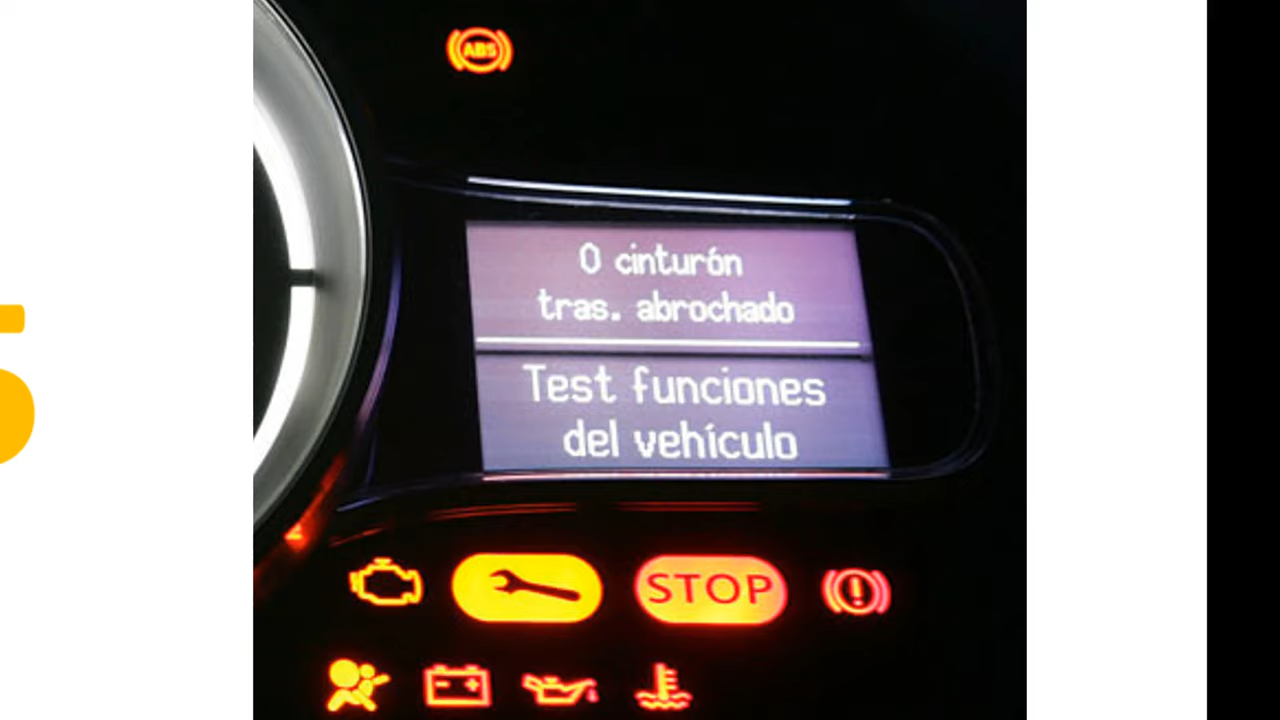 ABS
0 cinturón
tras. abrochado
Test funciones
del vehículo
STOP